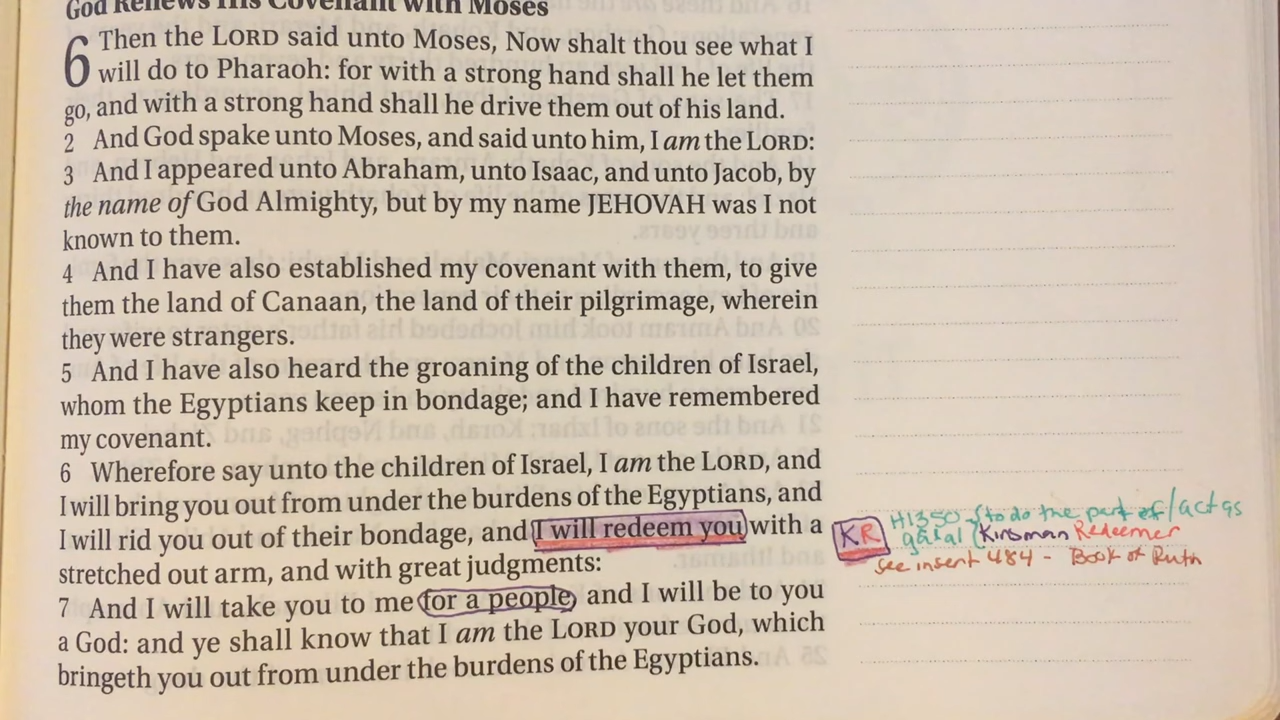 God Renews His Covenant with Moses
6 Then the LORD said unto Moses, Now shalt thou see what I
will do to Pharaoh: for with a strong hand shall he let them
go, and with a strong hand shall he drive them out of his land.
2 And God spake unto Moses, and said unto him, I am the LORD:
3 And I appeared unto Abraham, unto Isaac, and unto Jacob, by
the name of God Almighty, but by my name JEHOVAH was I not
known to them.
4 And I have also established my covenant with them, to give
them the land of Canaan, the land of their pilgrimage, wherein
they were strangers.
5 And I have also heard the groaning of the children of Israel,
whom the Egyptians keep in bondage; and I have remembered
my covenant.
6 Wherefore say unto the children of Israel, I am the LORD, and
I will bring you out from under the burdens of the Egyptians, and
I will rid you out of their bondage, and I will redeem you with a
stretched out arm, and with great judgments:
7 And I will take you to me for a people, and I will be to you
a God: and ye shall know that I am the LORD your God, which
bringeth you out from under the burdens of the Egyptians.
KR
H1350 (to do the part of/act as
gaal (Kinsman Redeemer
see insert 484 - Book of Ruth